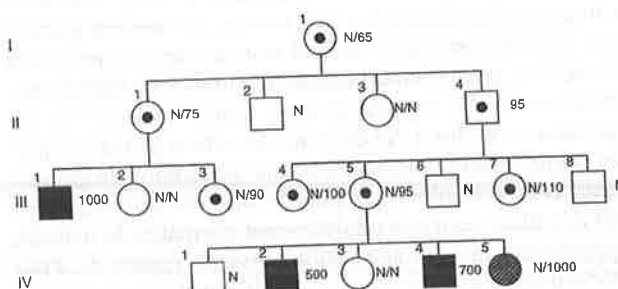 I 1 N/65
II 1 N/75 2 N 3 N/N 4 95
III 1 1000 2 N/N 3 N/90 4 N/100 5 N/95 6 N 7 N/110 8 N
IV 1 N 2 500 3 N/N 4 700 5 N/1000